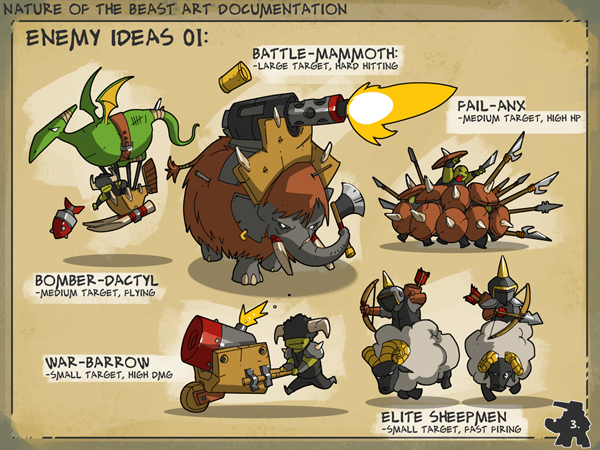 NATURE OF THE BEAST ART DOCUMENTATION
ENEMY IDEAS 01:
BATTLE-MAMMOTH:
-LARGE TARGET, HARD HITTING
FAIL-ANX
-MEDIUM TARGET, HIGH HP
BOMBER-DACTYL
-MEDIUM TARGET, FLYING
WAR-BARROW
-SMALL TARGET, HIGH DMG
ELITE SHEEPMEN
-SMALL TARGET, FAST FIRING
3.